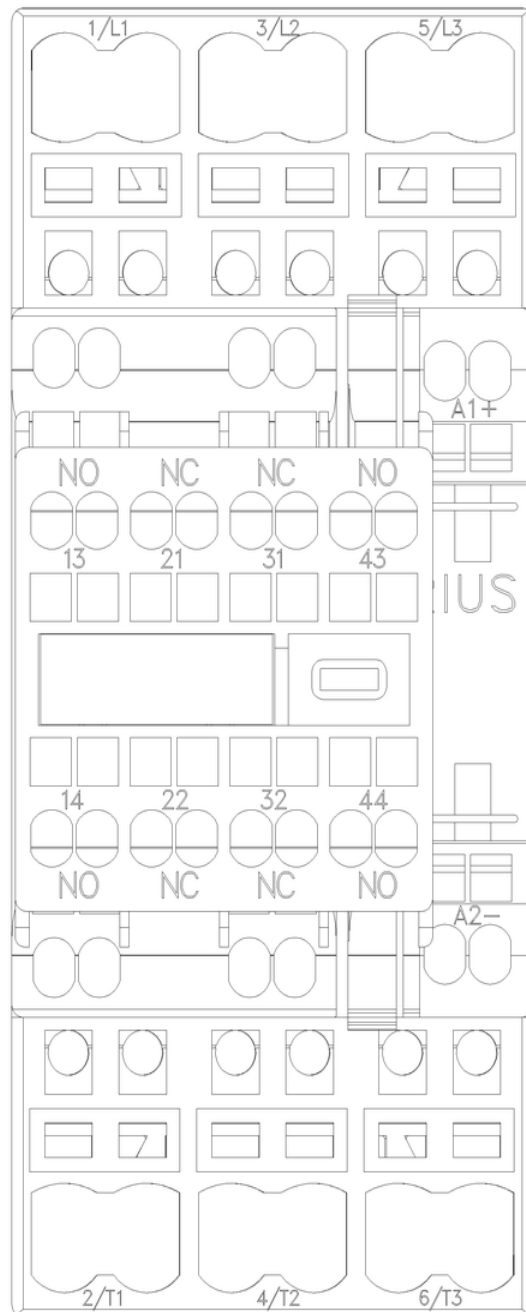 1/L1 3/L2 5/L3
A1+
NO NC NC NO
13 21 31 43
IUS
14 22 32 44
NO NC NC NO
A2-
2/T1 4/T2 6/T3